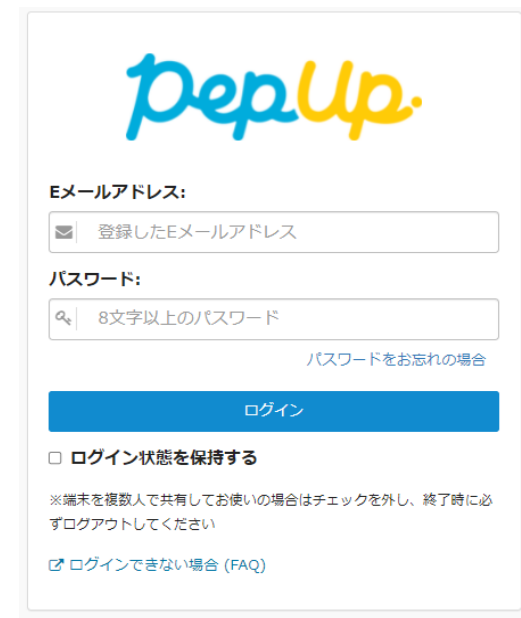 PepUp.
Eメールアドレス:
登録したEメールアドレス
パスワード:
8文字以上のパスワード
パスワードをお忘れの場合
ログイン
ログイン状態を保持する
※端末を複数人で共有してお使いの場合はチェックを外し、終了時に必
ずログアウトしてください
ログインできない場合 (FAQ)